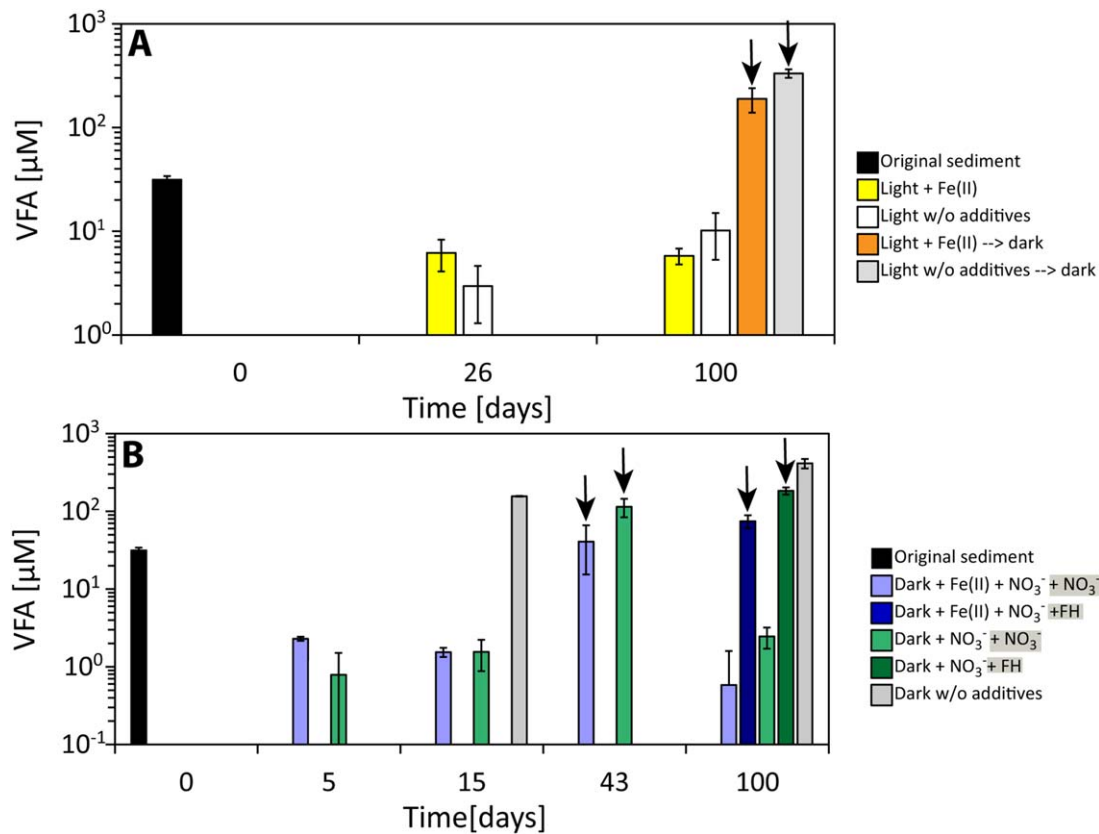 A
10³
10²
10¹
10⁰
VFA [µM]
0 26 100
Time [days]
Original sediment
Light + Fe(II)
Light w/o additives
Light + Fe(II) --> dark
Light w/o additives --> dark
B
10³
10²
10¹
10⁰
10⁻¹
VFA [µM]
0 5 15 43 100
Time[days]
Original sediment
Dark + Fe(II) + NO₃⁻ + NO₃⁻
Dark + Fe(II) + NO₃⁻ +FH
Dark + NO₃⁻ + NO₃⁻
Dark + NO₃⁻ + FH
Dark w/o additives